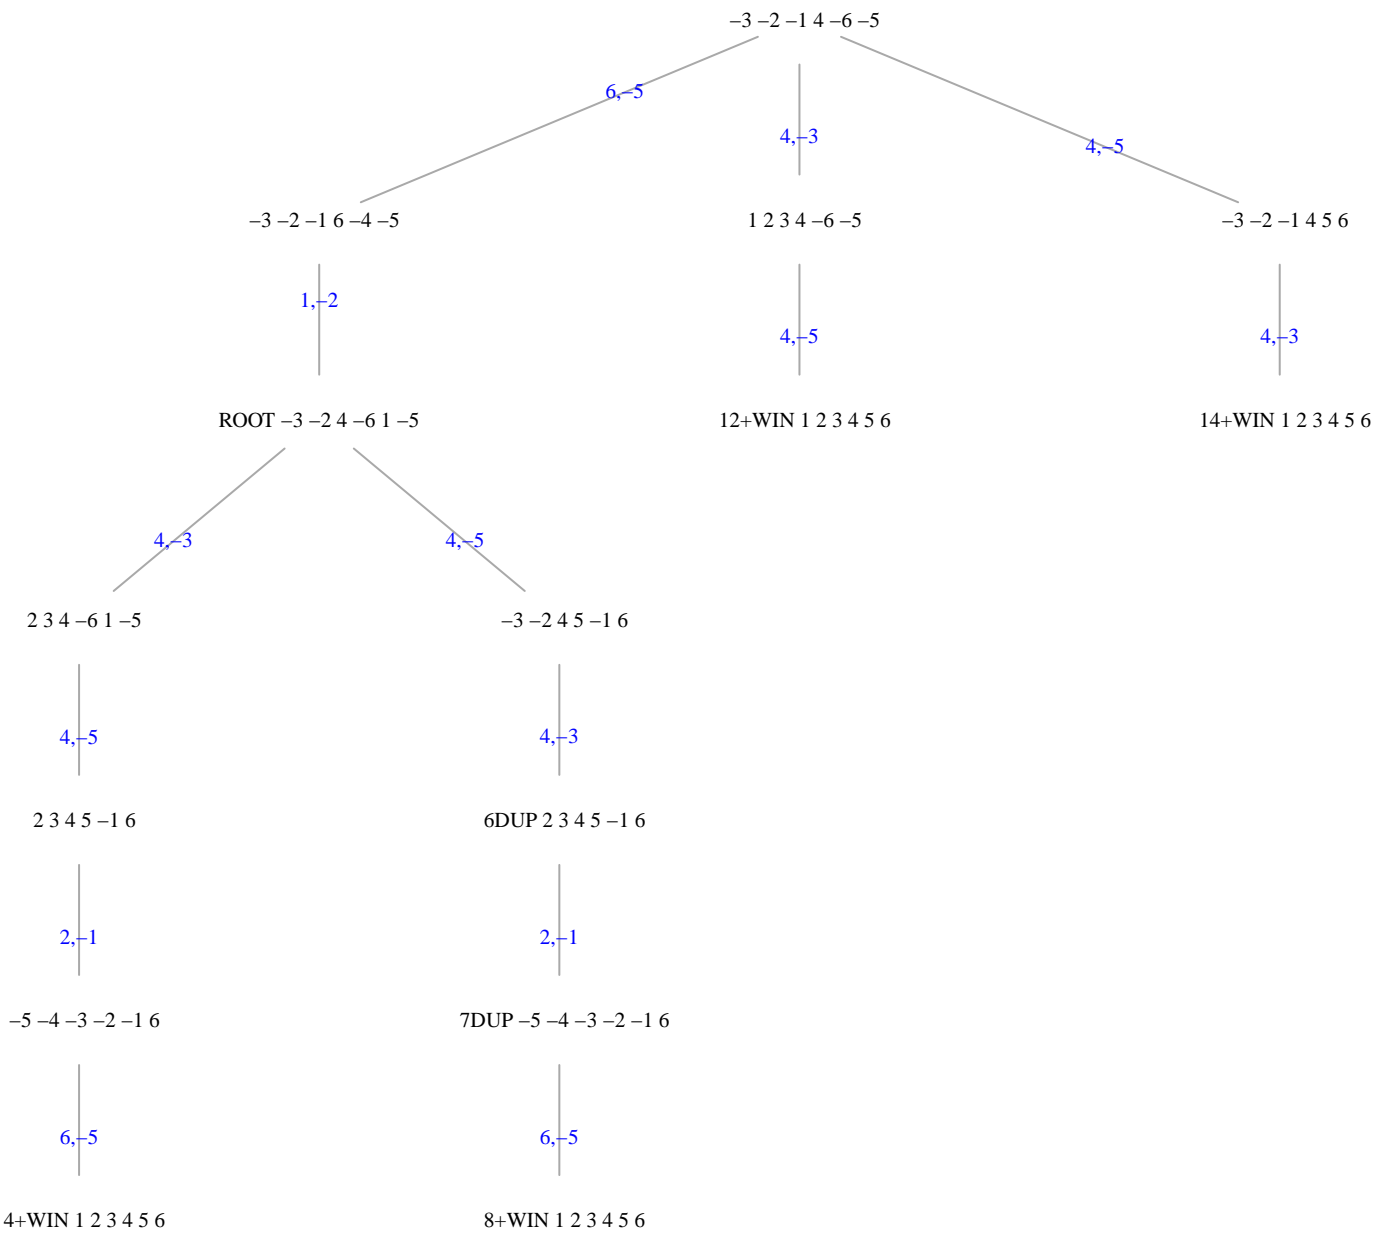 –3 –2 –1 4 –6 –5
6,–5
4,–3
4,–5
–3 –2 –1 6 –4 –5
1 2 3 4 –6 –5
–3 –2 –1 4 5 6
1,–2
4,–5
4,–3
ROOT –3 –2 4 –6 1 –5
12+WIN 1 2 3 4 5 6
14+WIN 1 2 3 4 5 6
4,–3
4,–5
2 3 4 –6 1 –5
–3 –2 4 5 –1 6
4,–5
4,–3
2 3 4 5 –1 6
6DUP 2 3 4 5 –1 6
2,–1
2,–1
–5 –4 –3 –2 –1 6
7DUP –5 –4 –3 –2 –1 6
6,–5
6,–5
4+WIN 1 2 3 4 5 6
8+WIN 1 2 3 4 5 6